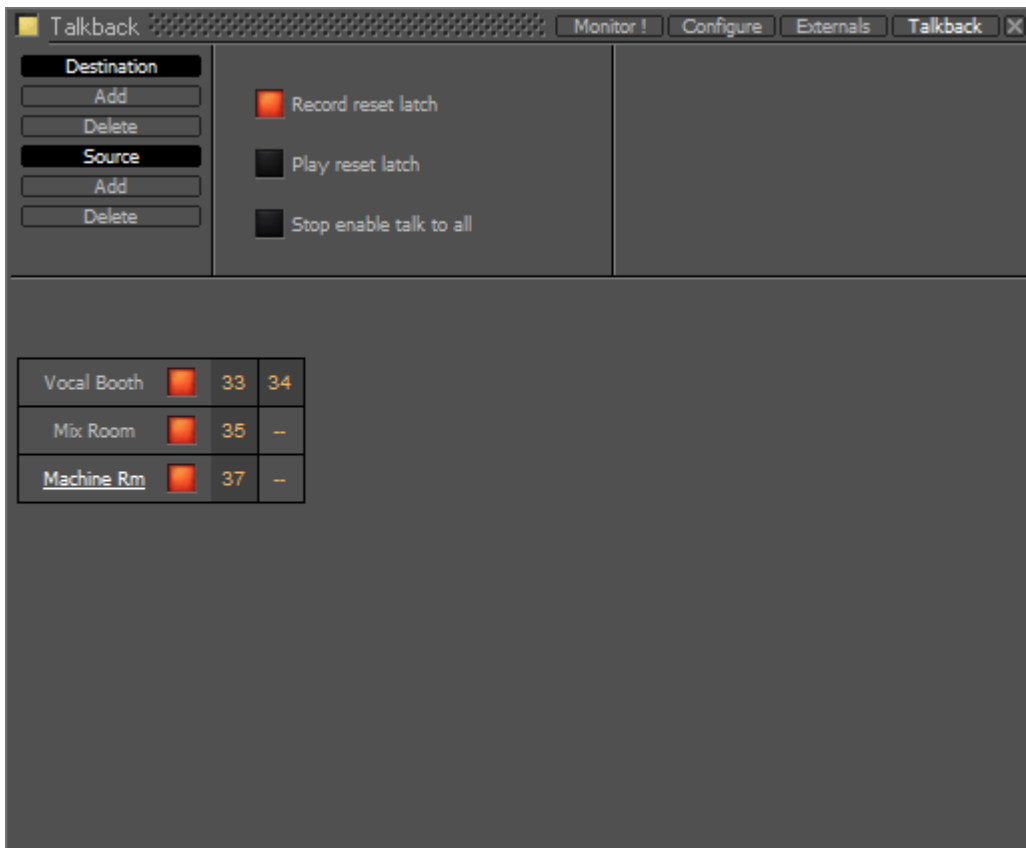 Talkback Monitor ! Configure Externals Talkback X
Destination
Add
Delete
Source
Add
Delete
Record reset latch
Play reset latch
Stop enable talk to all
Vocal Booth 33 34
Mix Room 35 --
Machine Rm 37 --